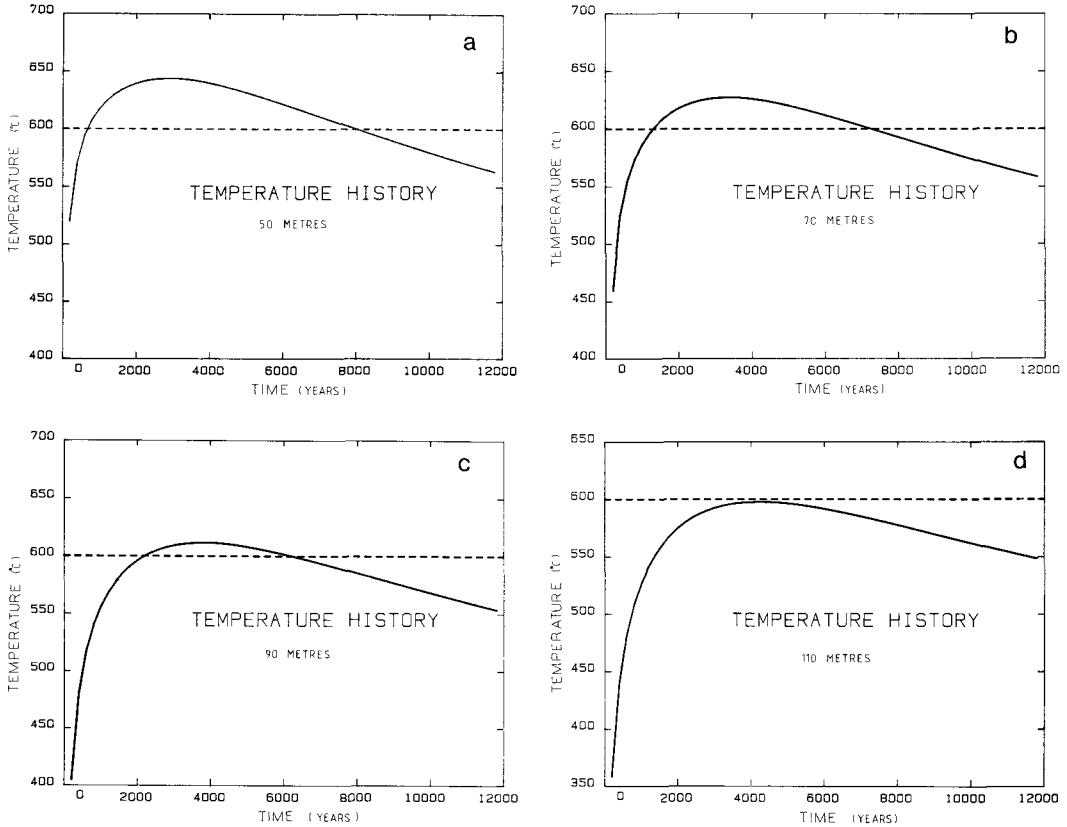 a
700
650
600
550
500
450
400
TEMPERATURE (°C)
TEMPERATURE HISTORY
50 METRES
0 2000 4000 6000 8000 10000 12000
TIME (YEARS)
b
700
650
600
550
500
450
400
TEMPERATURE (°C)
TEMPERATURE HISTORY
70 METRES
0 2000 4000 6000 8000 10000 12000
TIME (YEARS)
c
700
650
600
550
500
450
400
TEMPERATURE (°C)
TEMPERATURE HISTORY
90 METRES
0 2000 4000 6000 8000 10000 12000
TIME (YEARS)
d
650
600
550
500
450
400
350
TEMPERATURE (°C)
TEMPERATURE HISTORY
110 METRES
0 2000 4000 6000 8000 10000 12000
TIME (YEARS)